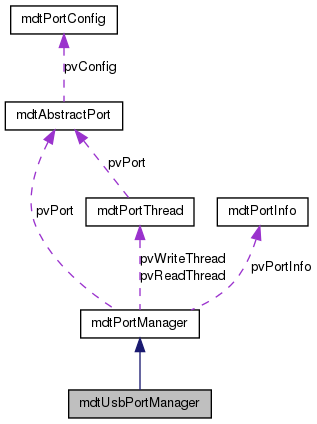 mdtPortConfig
pvConfig
mdtAbstractPort
pvPort
mdtPortThread
mdtPortInfo
pvPort
pvWriteThread
pvReadThread
pvPortInfo
mdtPortManager
mdtUsbPortManager